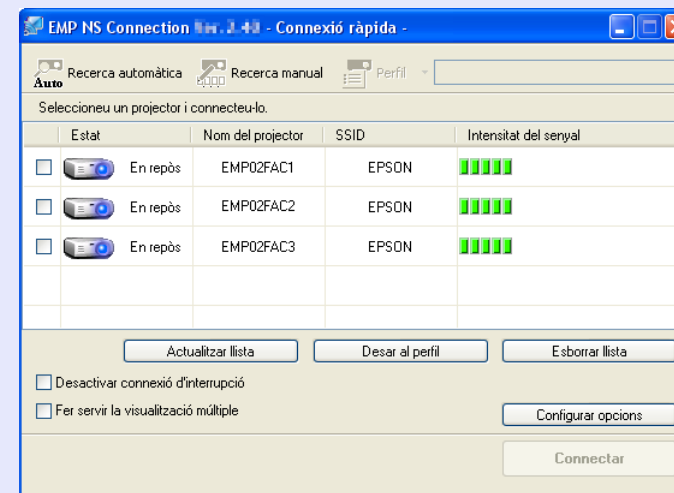 EMP NS Connection - Connexió ràpida -
Auto Recerca automàtica Recerca manual Perfil
Seleccioneu un projector i connecteu-lo.
Estat Nom del projector SSID Intensitat del senyal
En repòs EMP02FAC1 EPSON
En repòs EMP02FAC2 EPSON
En repòs EMP02FAC3 EPSON
Actualitzar llista Desar al perfil Esborrar llista
Desactivar connexió d'interrupció
Fer servir la visualització múltiple
Configurar opcions
Connectar